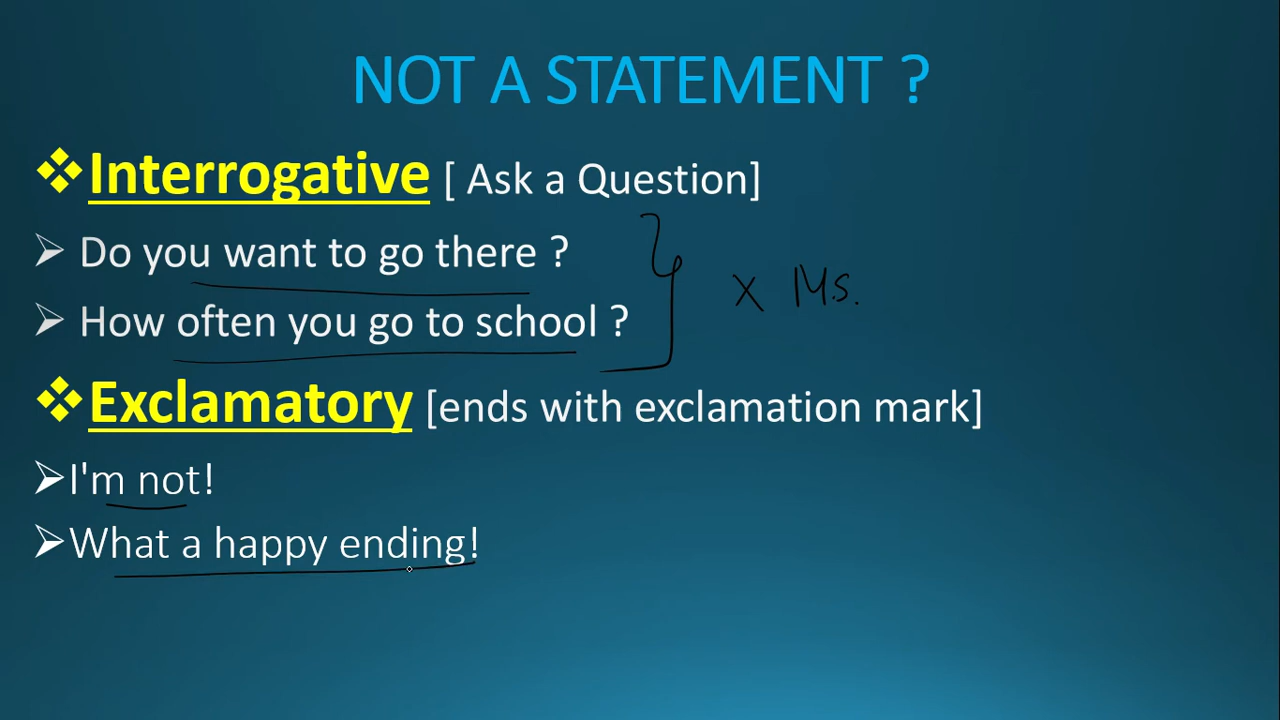 NOT A STATEMENT ?
❖Interrogative [ Ask a Question]
➢ Do you want to go there ?
➢ How often you go to school ?
x M.s.
❖Exclamatory [ends with exclamation mark]
➢I'm not!
➢What a happy ending!